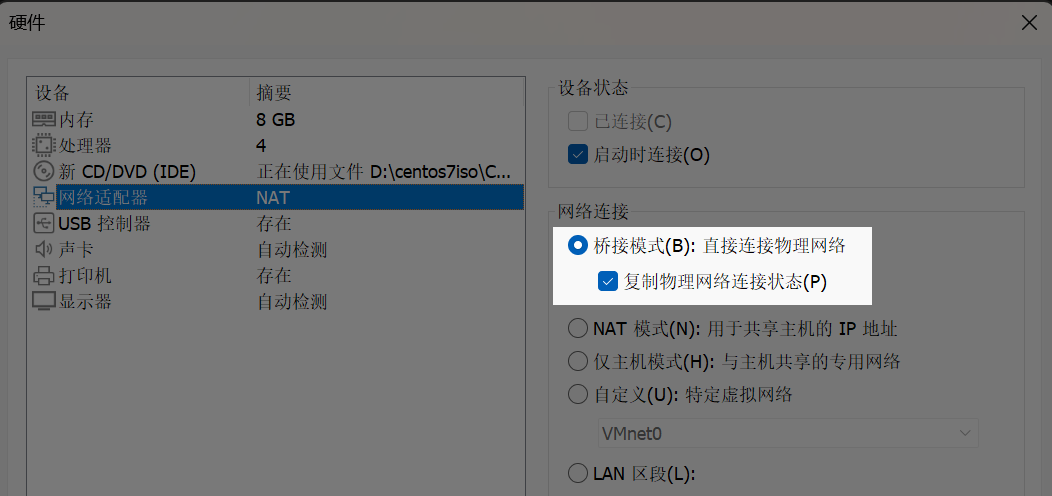 硬件
设备 摘要
内存 8 GB
处理器 4
新 CD/DVD (IDE) 正在使用文件 D:\centos7iso\C...
网络适配器 NAT
USB 控制器 存在
声卡 自动检测
打印机 存在
显示器 自动检测
设备状态
已连接(C)
启动时连接(O)
网络连接
桥接模式(B): 直接连接物理网络
复制物理网络连接状态(P)
NAT 模式(N): 用于共享主机的 IP 地址
仅主机模式(H): 与主机共享的专用网络
自定义(U): 特定虚拟网络
VMnet0
LAN 区段(L):